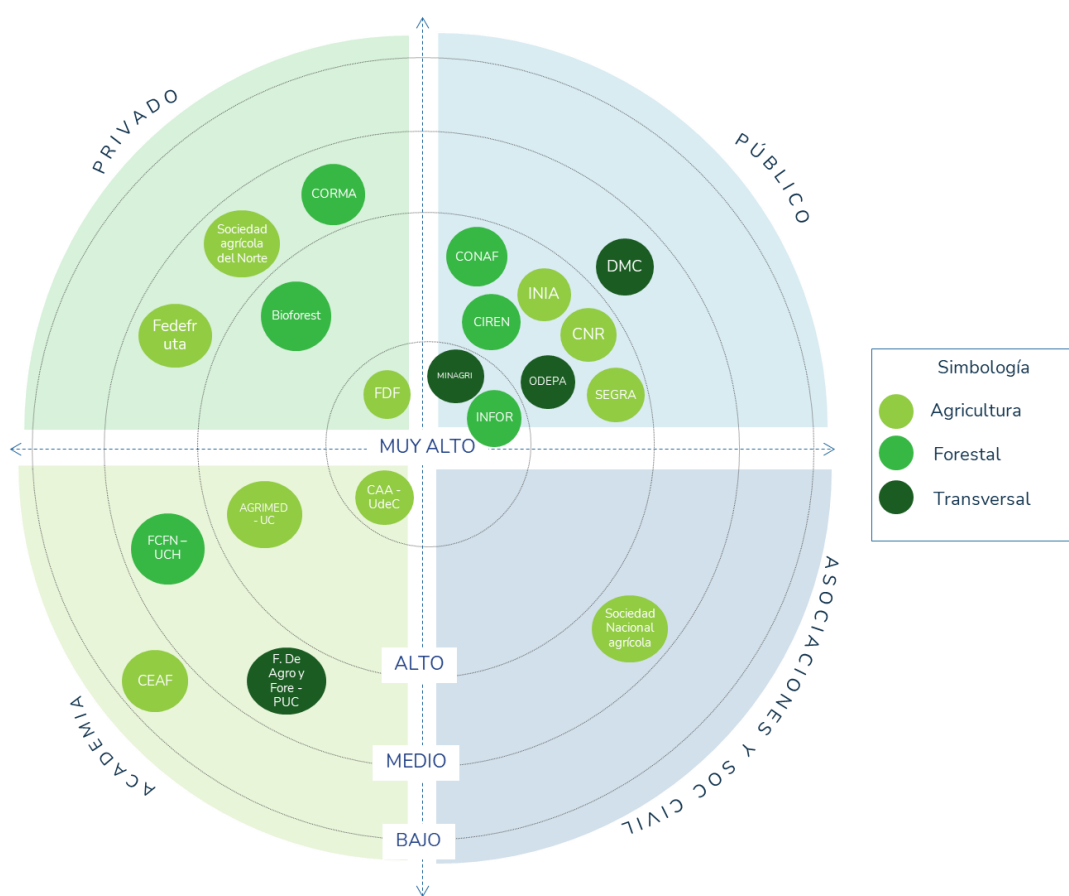 PRIVADO
PÚBLICO
CORMA
Sociedad
agrícola
del Norte
Fedefr
uta
Bioforest
FDF
CONAF
DMC
INIA
CIREN
CNR
MINAGRI
ODEPA
SEGRA
INFOR
MUY ALTO
Simbología
Agricultura
Forestal
Transversal
CAA -
UdeC
AGRIMED
- UC
FCFN –
UCH
CEAF
F. De
Agro y
Fore -
PUC
Sociedad
Nacional
agrícola
ALTO
MEDIO
BAJO
ACADEMIA
ASOCIACIONES Y SOC CIVIL